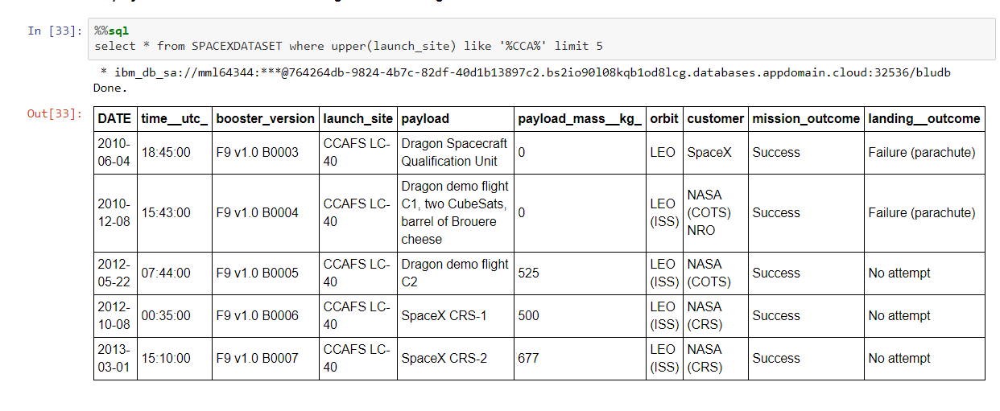 In [33]: %%sql
select * from SPACEXDATASET where upper(launch_site) like '%CCA%' limit 5
* ibm_db_sa://mml64344:***@764264db-9824-4b7c-82df-40d1b13897c2.bs2io90l08kqb1od8lcg.databases.appdomain.cloud:32536/bludb
Done.
Out[33]:
DATE time__utc_ booster_version launch_site payload payload_mass__kg_ orbit customer mission_outcome landing__outcome
2010-06-04 18:45:00 F9 v1.0 B0003 CCAFS LC-40 Dragon Spacecraft Qualification Unit 0 LEO SpaceX Success Failure (parachute)
2010-12-08 15:43:00 F9 v1.0 B0004 CCAFS LC-40 Dragon demo flight C1, two CubeSats, barrel of Brouere cheese 0 LEO (ISS) NASA (COTS) NRO Success Failure (parachute)
2012-05-22 07:44:00 F9 v1.0 B0005 CCAFS LC-40 Dragon demo flight C2 525 LEO (ISS) NASA (COTS) Success No attempt
2012-10-08 00:35:00 F9 v1.0 B0006 CCAFS LC-40 SpaceX CRS-1 500 LEO (ISS) NASA (CRS) Success No attempt
2013-03-01 15:10:00 F9 v1.0 B0007 CCAFS LC-40 SpaceX CRS-2 677 LEO (ISS) NASA (CRS) Success No attempt